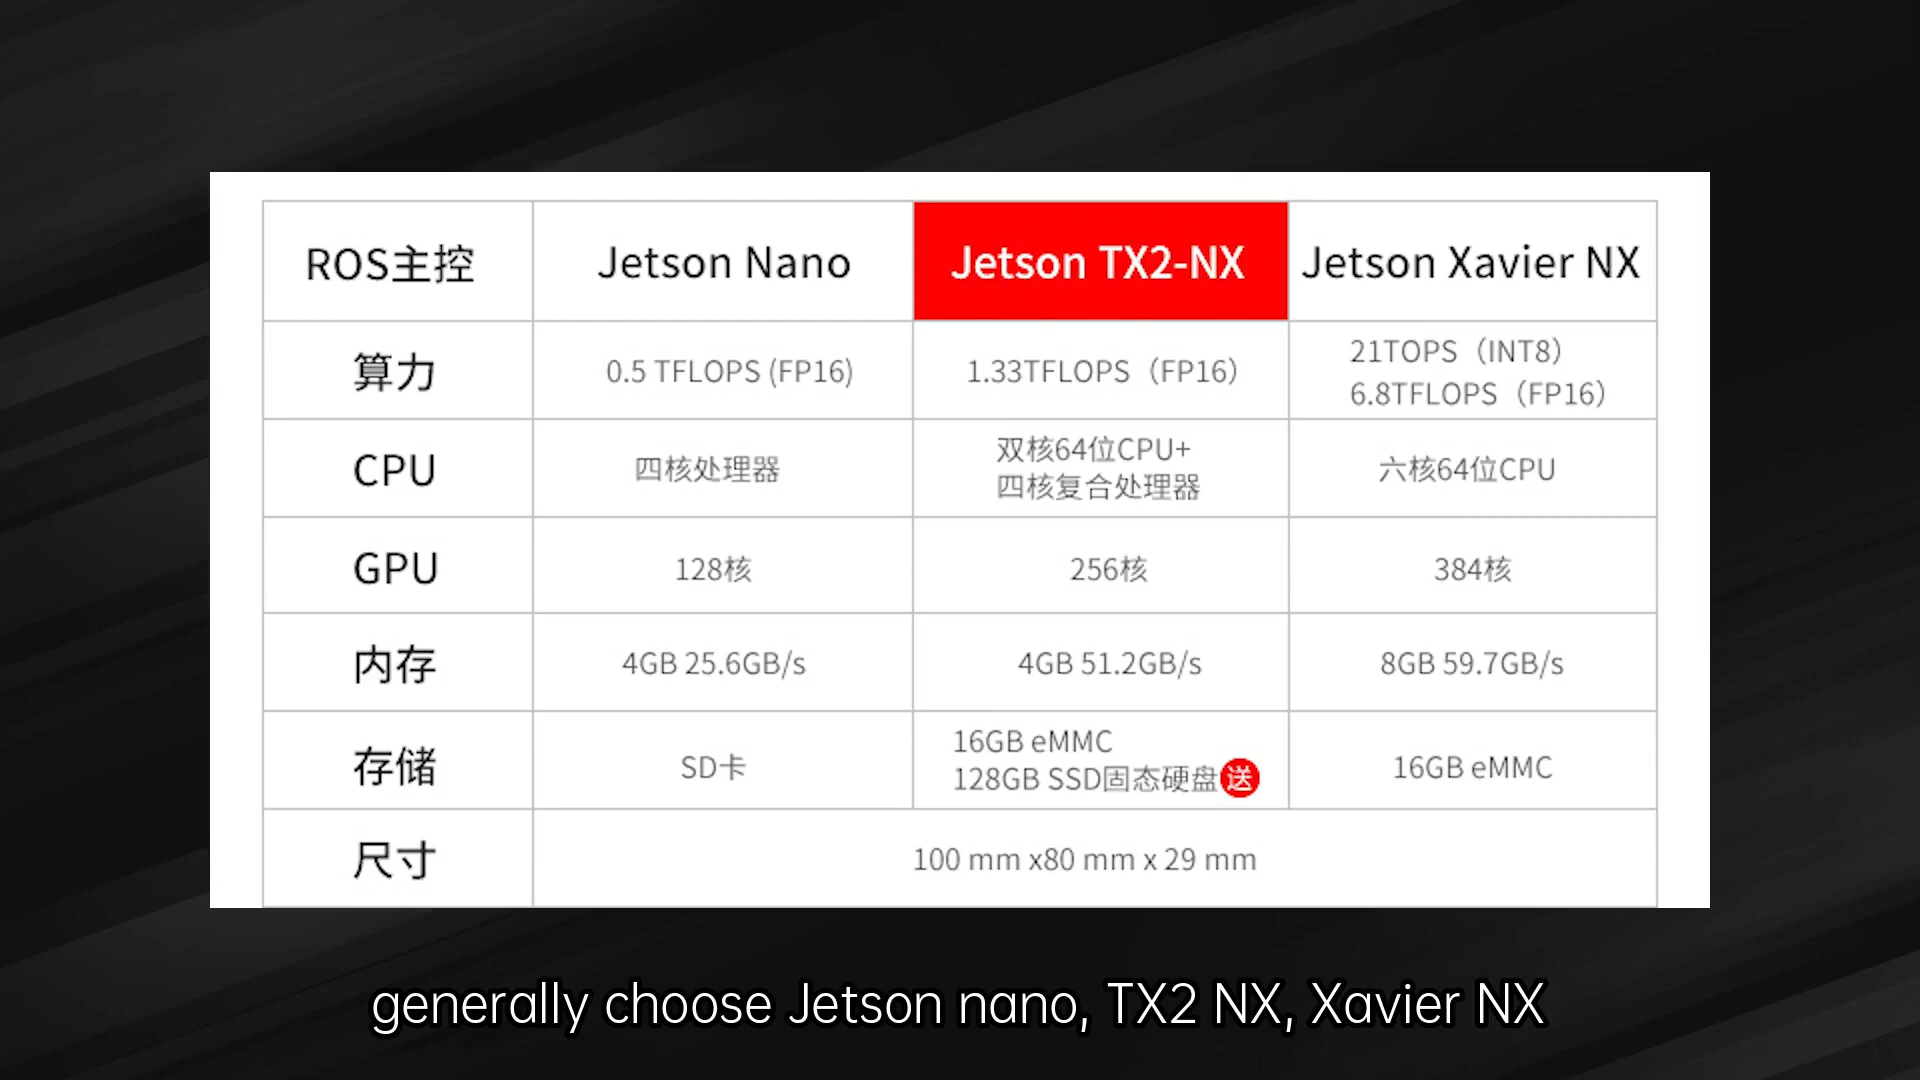 ROS主控 Jetson Nano Jetson TX2-NX Jetson Xavier NX
算力 0.5 TFLOPS (FP16) 1.33TFLOPS（FP16） 21TOPS（INT8）
6.8TFLOPS（FP16）
CPU 四核处理器 双核64位CPU+
四核复合处理器 六核64位CPU
GPU 128核 256核 384核
内存 4GB 25.6GB/s 4GB 51.2GB/s 8GB 59.7GB/s
存储 SD卡 16GB eMMC
128GB SSD固态硬盘送 16GB eMMC
尺寸 100 mm x80 mm x 29 mm
generally choose Jetson nano, TX2 NX, Xavier NX